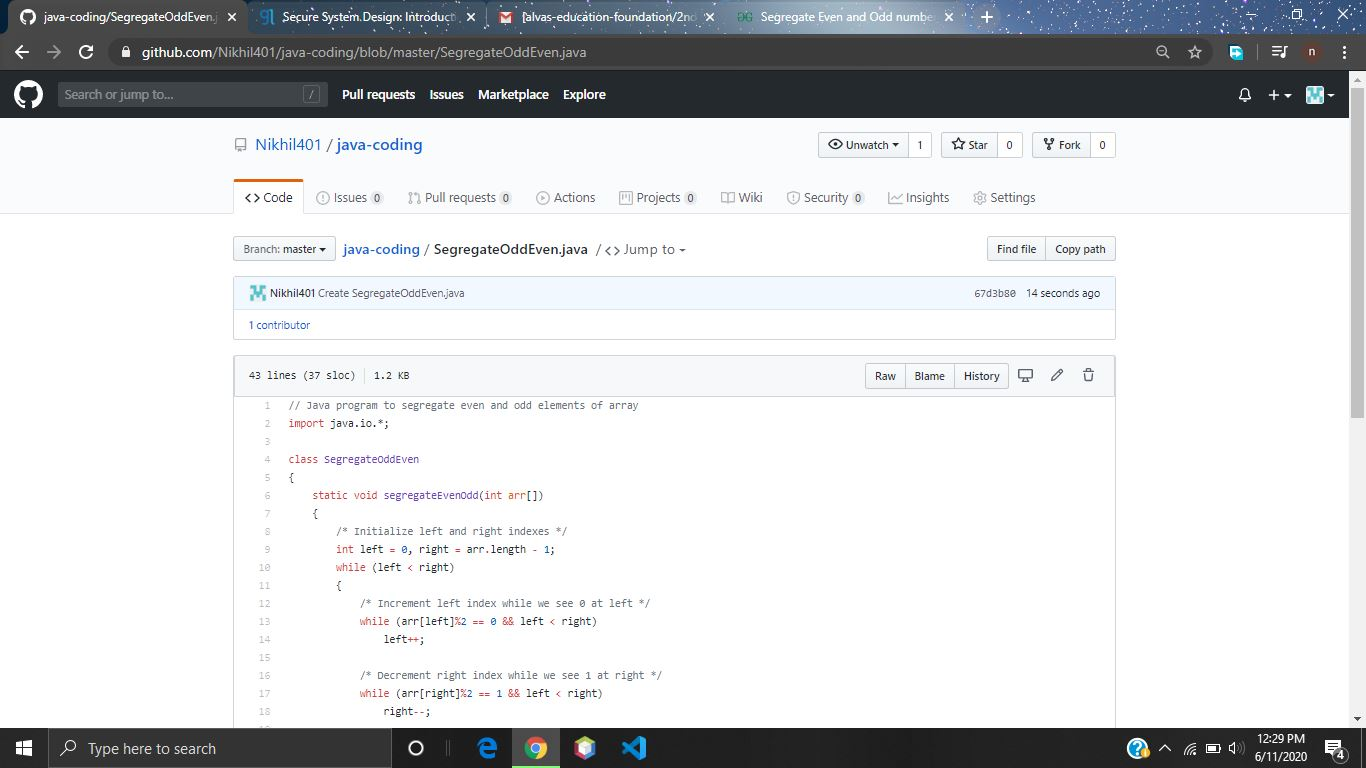 java-coding/SegregateOddEven.j
Secure System Design: Introducti
[alvas-education-foundation/2nd
Segregate Even and Odd numbe
github.com/Nikhil401/java-coding/blob/master/SegregateOddEven.java
n
Search or jump to...
/
Pull requests
Issues
Marketplace
Explore
Nikhil401 / java-coding
Unwatch 1
Star 0
Fork 0
Code
Issues 0
Pull requests 0
Actions
Projects 0
Wiki
Security 0
Insights
Settings
Branch: master
java-coding / SegregateOddEven.java / <> Jump to
Find file
Copy path
Nikhil401 Create SegregateOddEven.java
67d3b80 14 seconds ago
1 contributor
43 lines (37 sloc) 1.2 KB
Raw
Blame
History
1 // Java program to segregate even and odd elements of array
2 import java.io.*;
3
4 class SegregateOddEven
5 {
6 static void segregateEvenOdd(int arr[])
7 {
8 /* Initialize left and right indexes */
9 int left = 0, right = arr.length - 1;
10 while (left < right)
11 {
12 /* Increment left index while we see 0 at left */
13 while (arr[left]%2 == 0 && left < right)
14 left++;
15
16 /* Decrement right index while we see 1 at right */
17 while (arr[right]%2 == 1 && left < right)
18 right--;
Type here to search
12:29 PM
6/11/2020
4